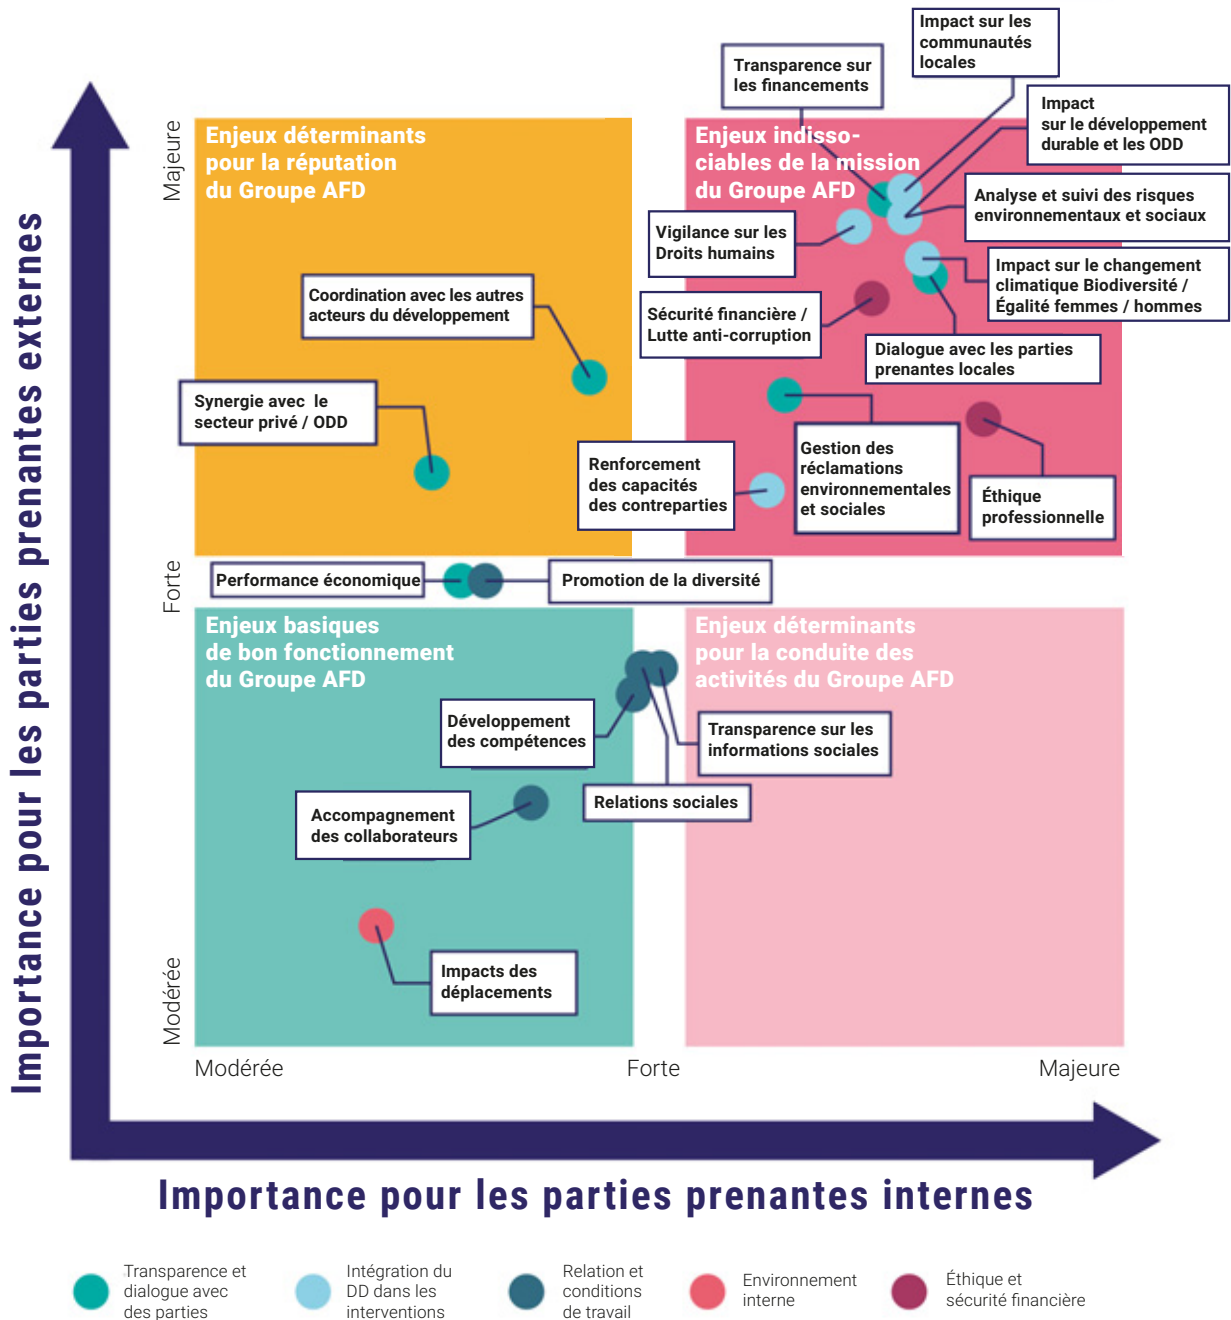 Impact sur les
communautés
locales
Transparence sur
les financements
Impact
sur le développement
durable et les ODD
Majeure
Enjeux déterminants
pour la réputation
du Groupe AFD
Enjeux indisso-
ciables de la mission
du Groupe AFD
Analyse et suivi des risques
environnementaux et sociaux
Vigilance sur les
Droits humains
Impact sur le changement
climatique Biodiversité /
Égalité femmes / hommes
Coordination avec les autres
acteurs du développement
Sécurité financière /
Lutte anti-corruption
Dialogue avec les parties
prenantes locales
Synergie avec le
secteur privé / ODD
Renforcement
des capacités
des contreparties
Gestion des
réclamations
environnementales
et sociales
Éthique
professionnelle
Forte
Performance économique
Promotion de la diversité
Enjeux basiques
de bon fonctionnement
du Groupe AFD
Enjeux déterminants
pour la conduite des
activités du Groupe AFD
Développement
des compétences
Transparence sur les
informations sociales
Relations sociales
Accompagnement
des collaborateurs
Impacts des
déplacements
Modérée
Importance pour les parties prenantes externes
Modérée
Forte
Majeure
Importance pour les parties prenantes internes
Transparence et
dialogue avec
des parties
Intégration du
DD dans les
interventions
Relation et
conditions
de travail
Environnement
interne
Éthique et
sécurité financière